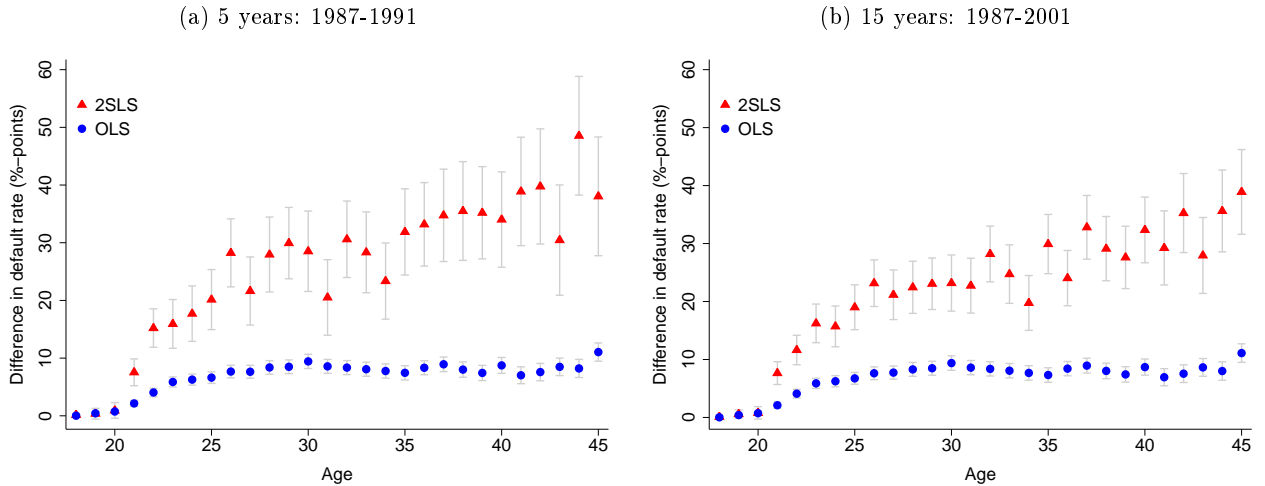 (a) 5 years: 1987-1991
Difference in default rate (%-points)
60
50
40
30
20
10
0
2SLS
OLS
20 25 30 35 40 45
Age
(b) 15 years: 1987-2001
Difference in default rate (%-points)
60
50
40
30
20
10
0
2SLS
OLS
20 25 30 35 40 45
Age